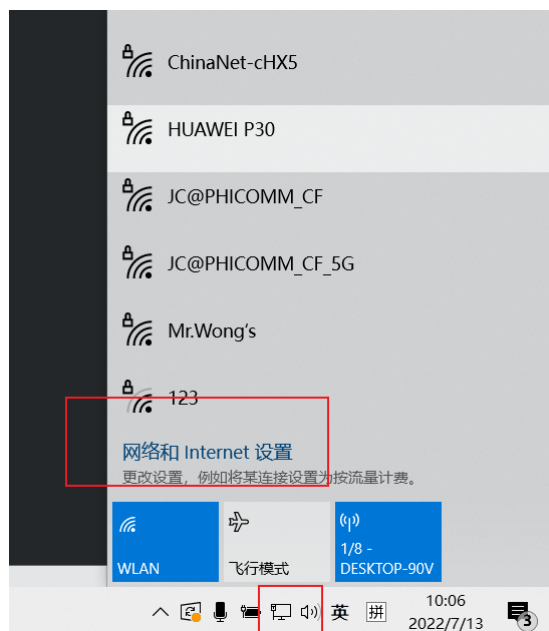 ChinaNet-cHX5
HUAWEI P30
JC@PHICOMM_CF
JC@PHICOMM_CF_5G
Mr.Wong's
123
网络和 Internet 设置
更改设置，例如将某连接设置为按流量计费。
WLAN
飞行模式
1/8 -
DESKTOP-90V
英 拼
10:06
2022/7/13
3